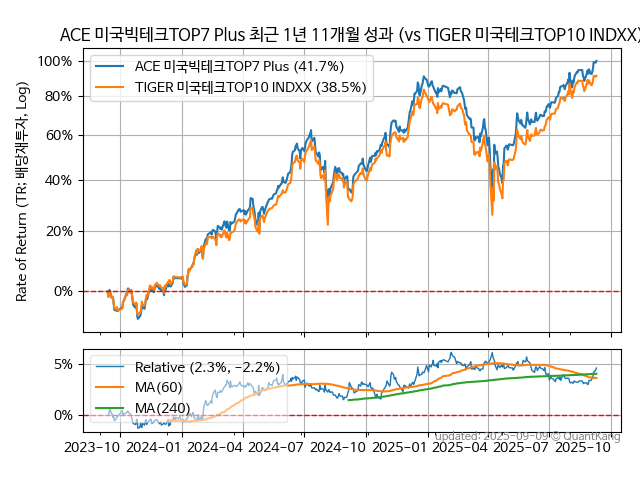 ACE 미국빅테크TOP7 Plus 최근 1년 11개월 성과 (vs TIGER 미국테크TOP10 INDXX)
Rate of Return (TR: 배당재투자, Log)
100%
80%
60%
40%
20%
0%
ACE 미국빅테크TOP7 Plus (41.7%)
TIGER 미국테크TOP10 INDXX (38.5%)
5%
0%
Relative (2.3%, -2.2%)
MA(60)
MA(240)
updated: 2025-09-09 © QuantKang
2023-10 2024-01 2024-04 2024-07 2024-10 2025-01 2025-04 2025-07 2025-10